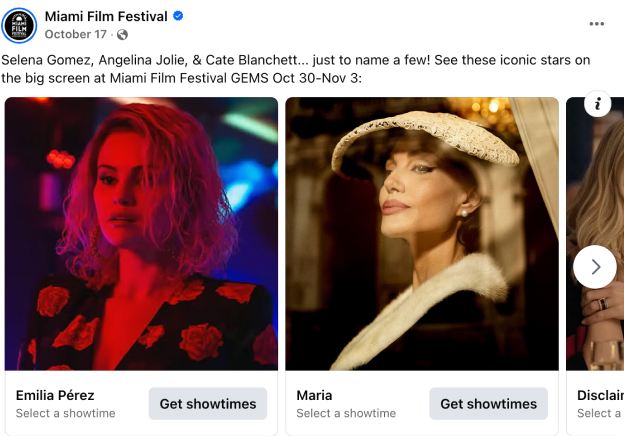 MIAMI
FILM
FESTIVAL
Miami Film Festival
October 17 ·
Selena Gomez, Angelina Jolie, & Cate Blanchett... just to name a few! See these iconic stars on
the big screen at Miami Film Festival GEMS Oct 30-Nov 3:
i
Emilia Pérez
Select a showtime
Get showtimes
Maria
Select a showtime
Get showtimes
Disclair
Select a